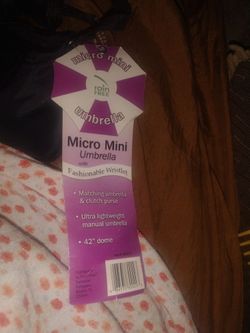 micro mini
rain
FREE
umbrella
Micro Mini
Umbrella
with
Fashionable Wristlet
• Matching umbrella
& clutch purse
• Ultra lightweight
manual umbrella
• 42" dome